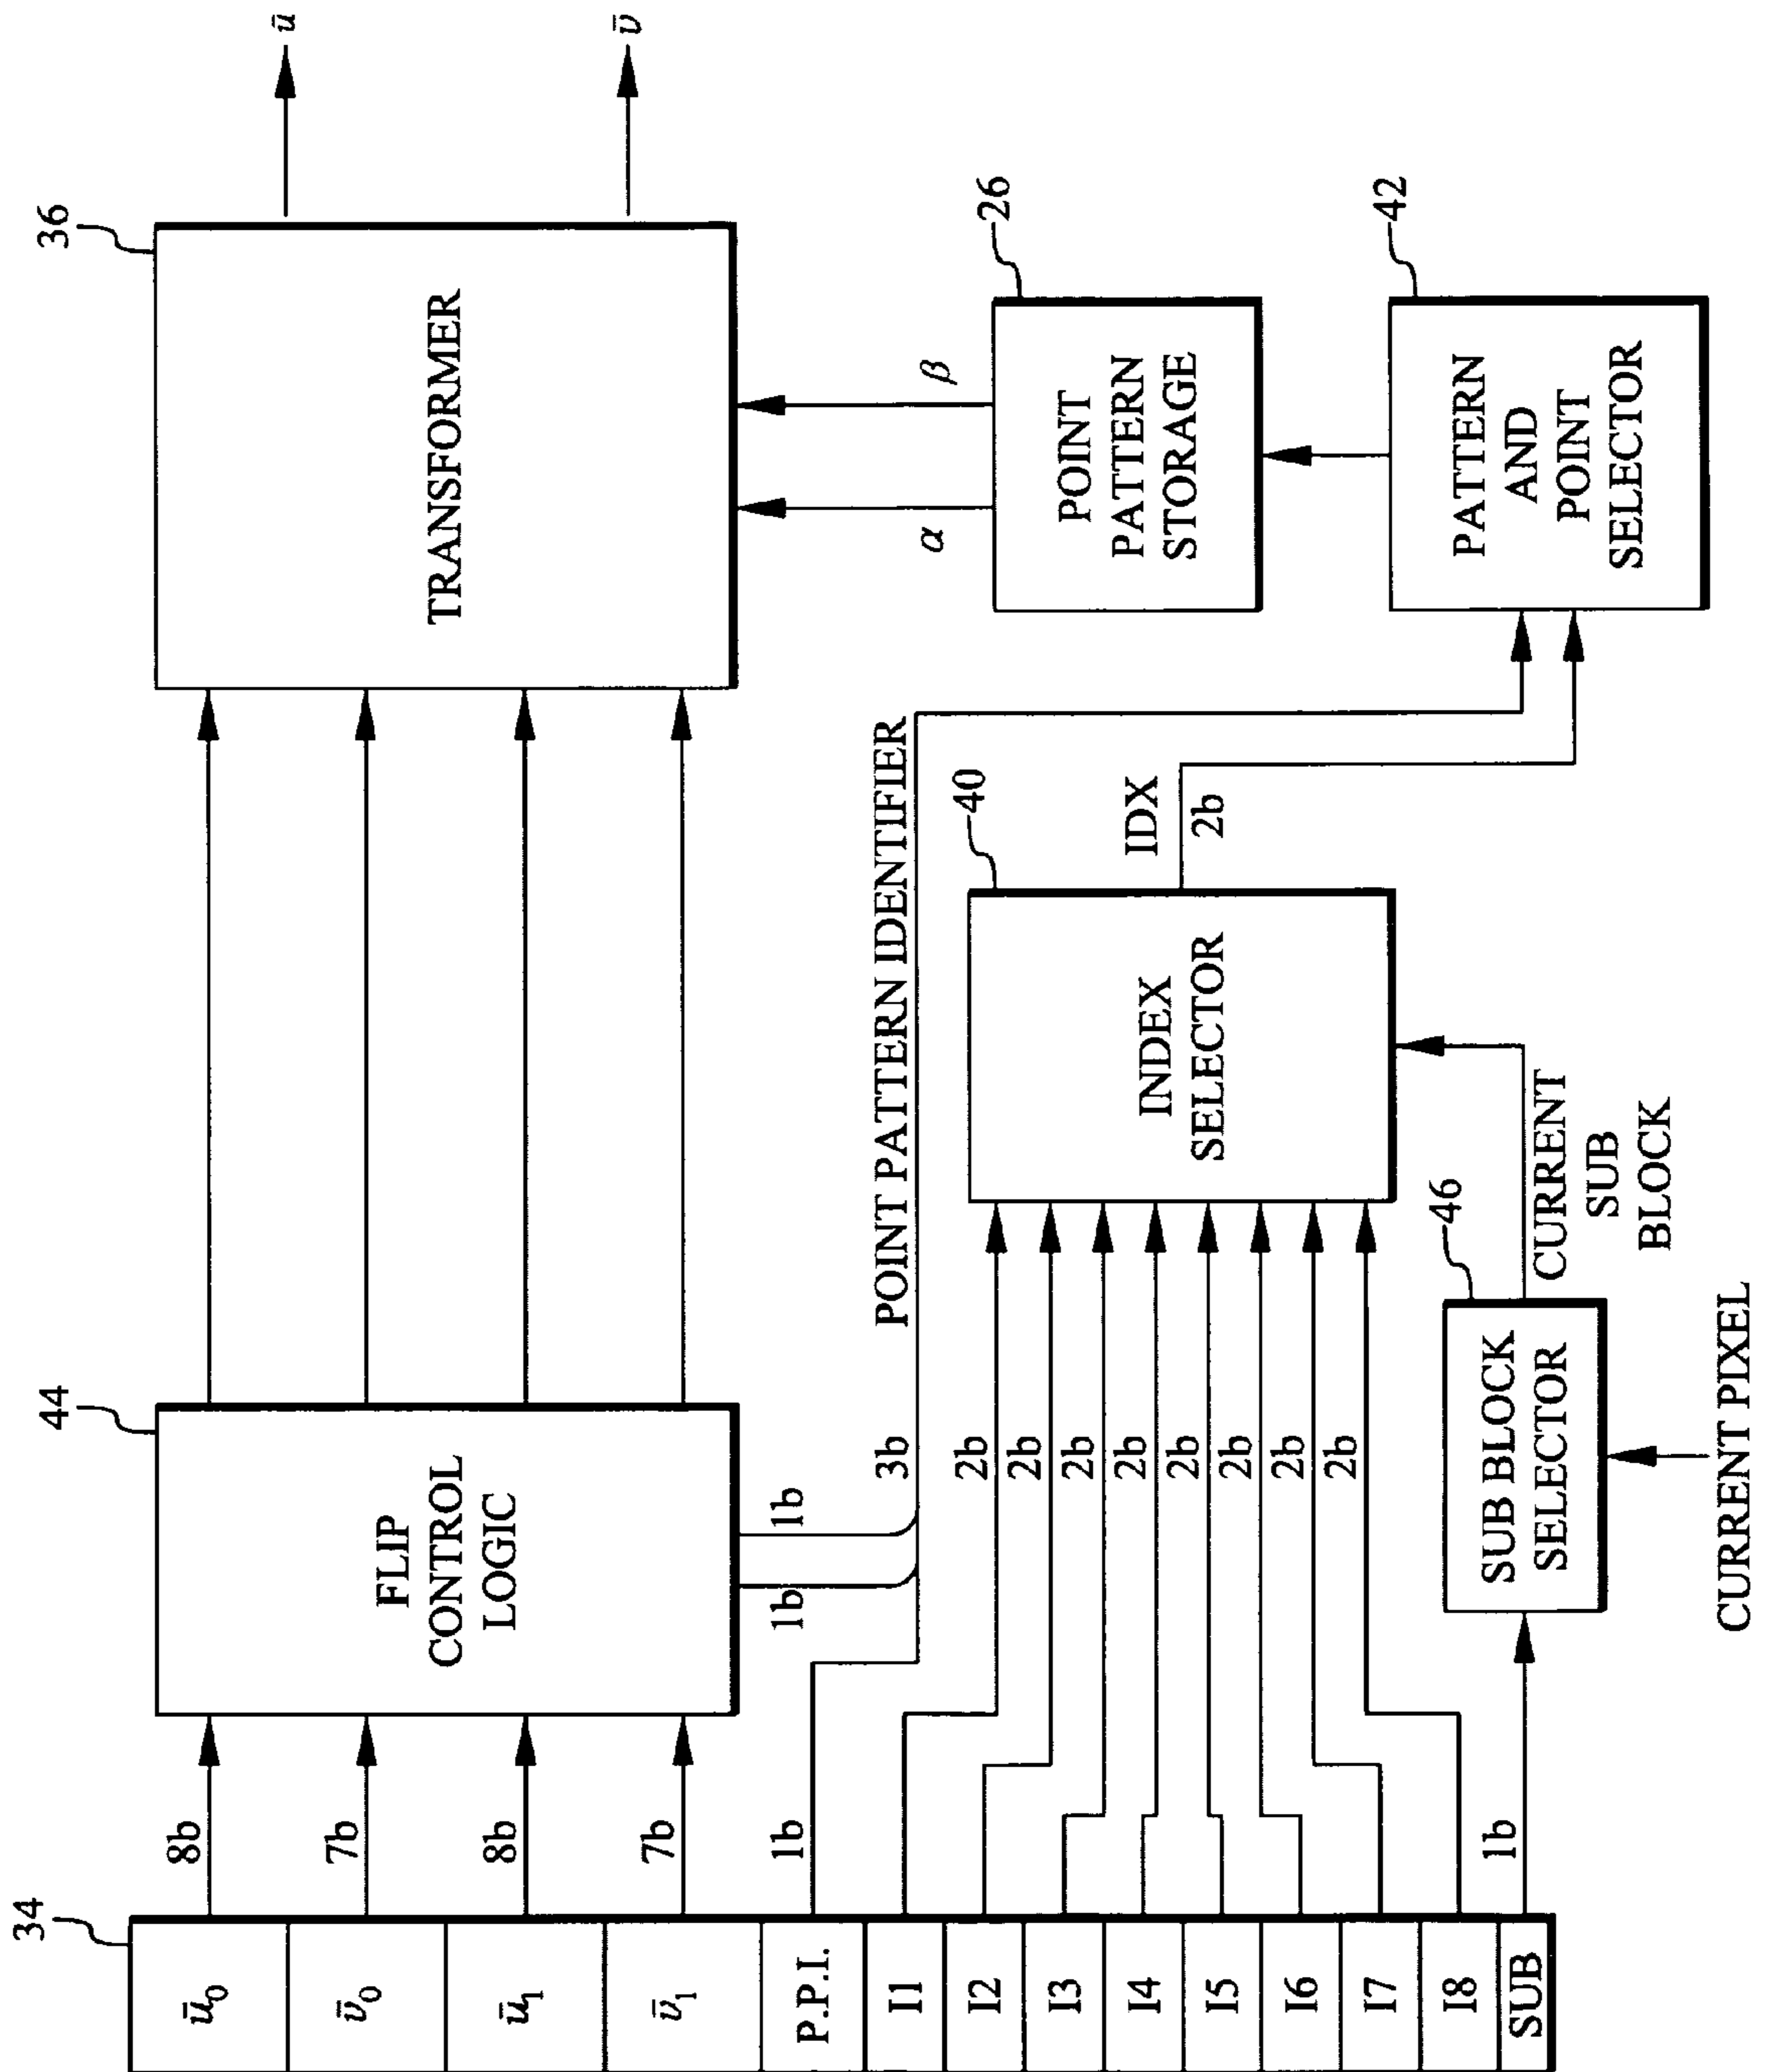 34
ū₀
v̄₀
ū₁
v̄₁
P.P.I.
I1
I2
I3
I4
I5
I6
I7
I8
SUB
8b
7b
8b
7b
1b
1b
44
FLIP
CONTROL
LOGIC
1b
1b
3b
2b
2b
2b
2b
2b
2b
2b
2b
POINT PATTERN IDENTIFIER
46
SUB BLOCK
SELECTOR
CURRENT PIXEL
CURRENT
SUB
BLOCK
40
INDEX
SELECTOR
IDX
2b
36
TRANSFORMER
α
β
26
POINT
PATTERN
STORAGE
42
PATTERN
AND
POINT
SELECTOR
ū
v̄